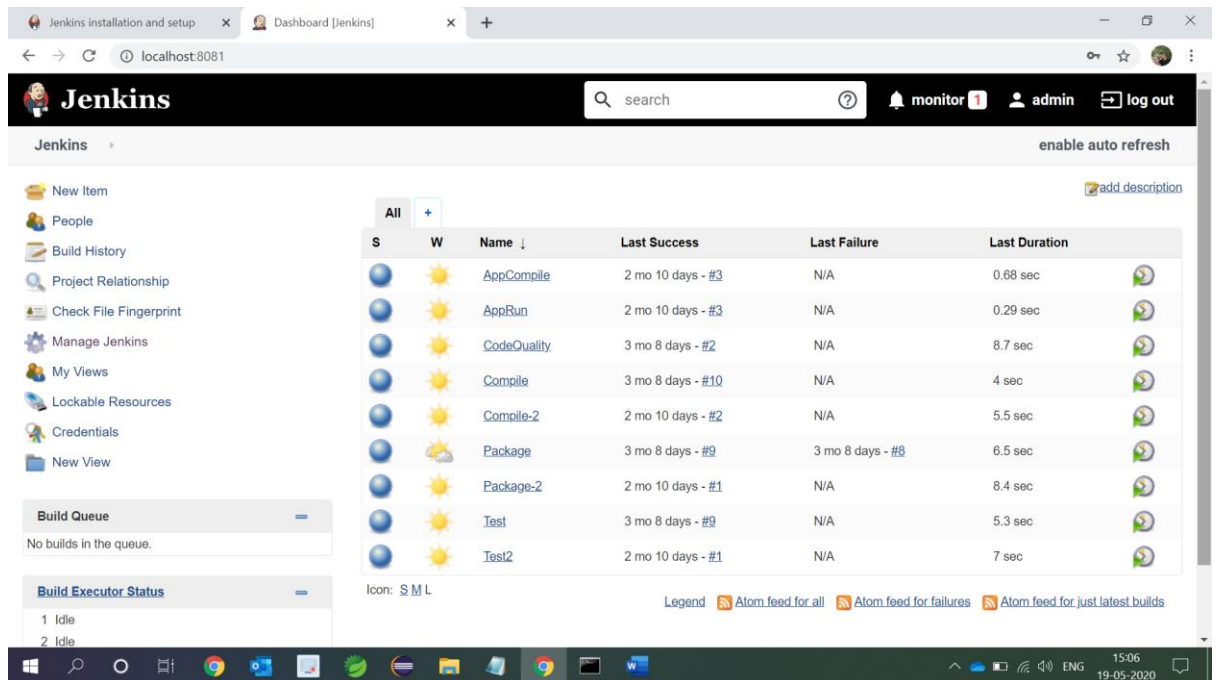 Jenkins installation and setup
Dashboard [Jenkins]
localhost:8081
Jenkins
search
monitor 1 admin log out
Jenkins
enable auto refresh
New Item
People
Build History
Project Relationship
Check File Fingerprint
Manage Jenkins
My Views
Lockable Resources
Credentials
New View
Build Queue
No builds in the queue.
Build Executor Status
1 Idle
2 Idle
add description
All +
S W Name ↓ Last Success Last Failure Last Duration
AppCompile 2 mo 10 days - #3 N/A 0.68 sec
AppRun 2 mo 10 days - #3 N/A 0.29 sec
CodeQuality 3 mo 8 days - #2 N/A 8.7 sec
Compile 3 mo 8 days - #10 N/A 4 sec
Compile-2 2 mo 10 days - #2 N/A 5.5 sec
Package 3 mo 8 days - #9 3 mo 8 days - #8 6.5 sec
Package-2 2 mo 10 days - #1 N/A 8.4 sec
Test 3 mo 8 days - #9 N/A 5.3 sec
Test2 2 mo 10 days - #1 N/A 7 sec
Icon: S M L
Legend Atom feed for all Atom feed for failures Atom feed for just latest builds
ENG
15:06
19-05-2020